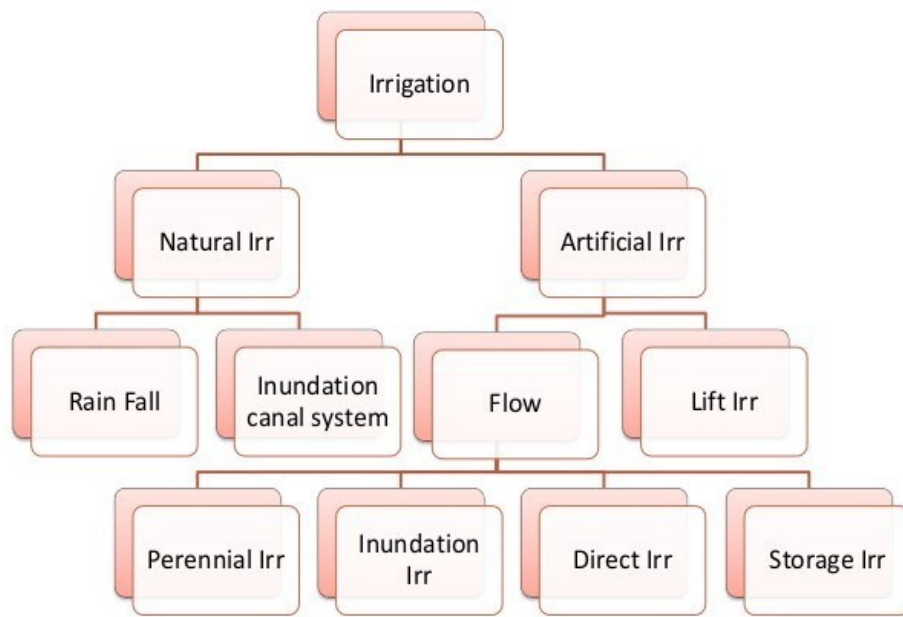 Irrigation
Natural Irr
Artificial Irr
Rain Fall
Inundation
canal system
Flow
Lift Irr
Perennial Irr
Inundation
Irr
Direct Irr
Storage Irr